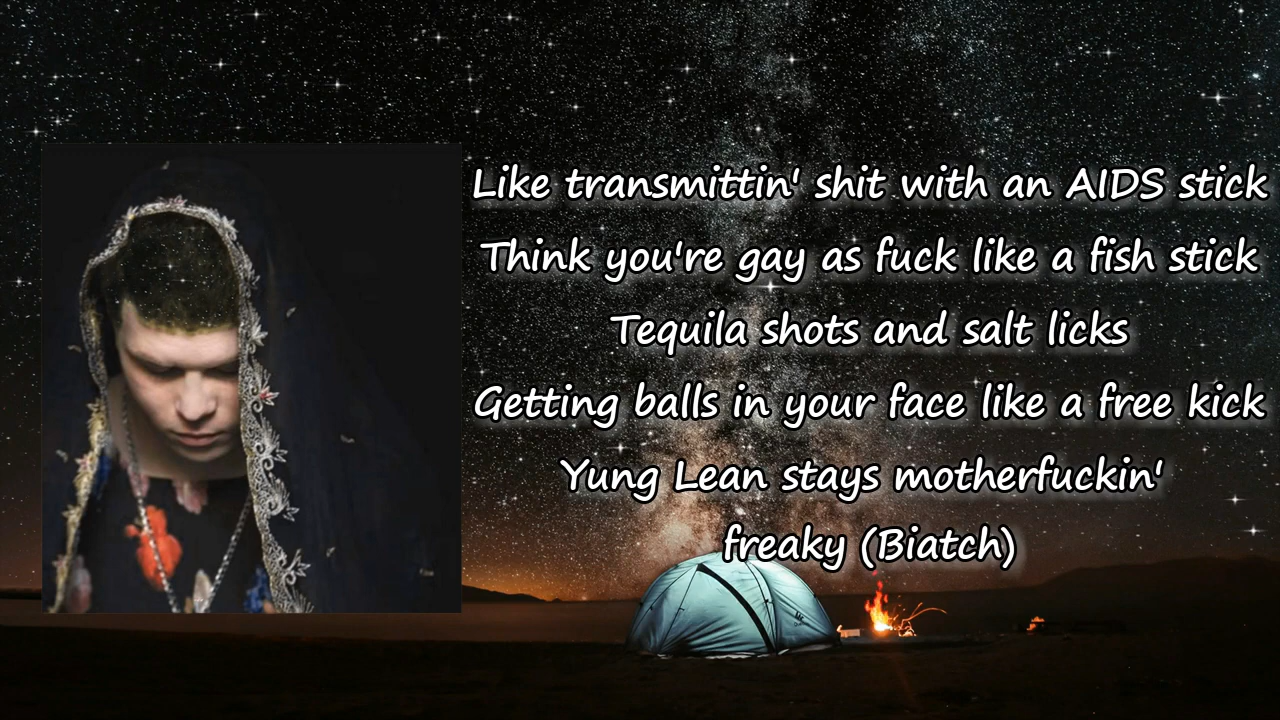 Like transmittin' shit with an AIDS stick
Think you're gay as fuck like a fish stick
Tequila shots and salt licks
Getting balls in your face like a free kick
Yung Lean stays motherfuckin'
freaky (Biatch)